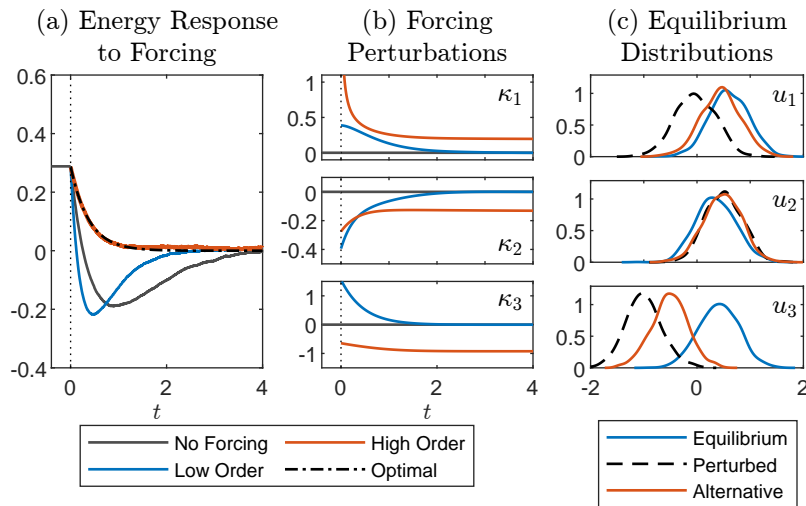 (a) Energy Response
to Forcing
(b) Forcing
Perturbations
(c) Equilibrium
Distributions
0.6
0.4
0.2
0
-0.2
-0.4
0
2
4
t
κ1
1
0.5
0
κ2
0
-0.2
-0.4
κ3
1
0
-1
0
2
4
t
u1
1
0.5
0
u2
1
0.5
0
u3
1
0.5
0
-2
0
2
No Forcing
High Order
Low Order
Optimal
Equilibrium
Perturbed
Alternative